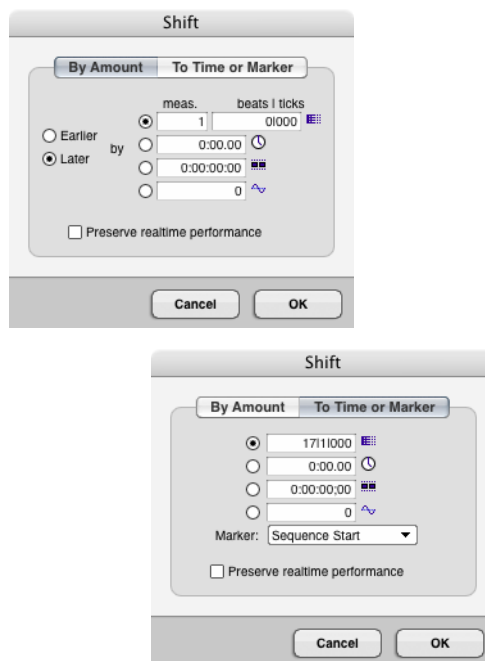 Shift
By Amount To Time or Marker
meas. beats | ticks
1 0|000
Earlier
by
0:00.00
Later
0:00:00:00
0
Preserve realtime performance
Cancel OK
Shift
By Amount To Time or Marker
17|1|000
0:00.00
0:00:00;00
0
Marker: Sequence Start
Preserve realtime performance
Cancel OK